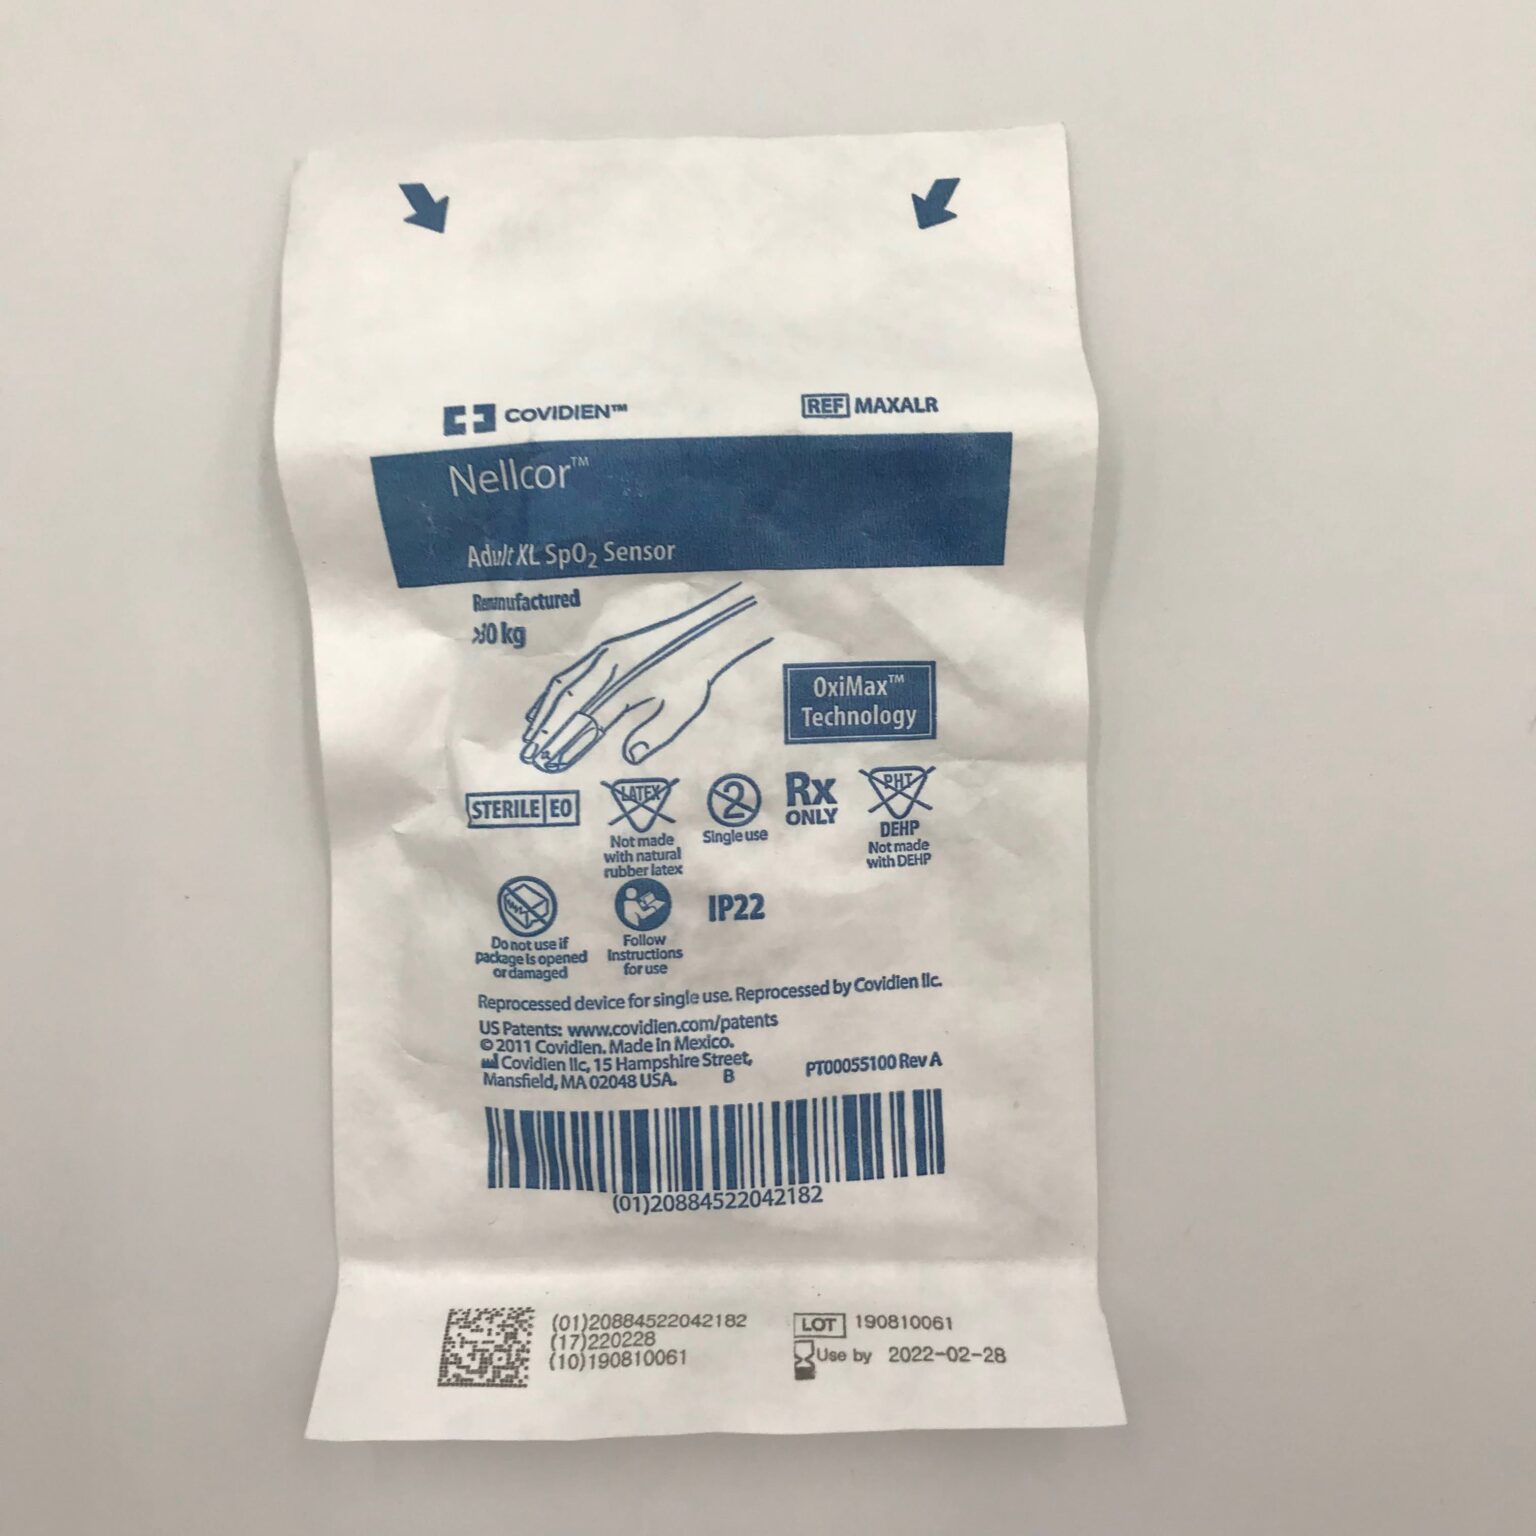 COVIDIEN™
REF MAXALR
Nellcor™
Adult XL SpO₂ Sensor
Remanufactured
kg
OxiMax™
Technology
STERILE EO
LATEX
Not made
with natural
rubber latex
2
Single use
Rx
ONLY
PHT
DEHP
Not made
with DEHP
Do not use if
package is opened
or damaged
Follow
instructions
for use
IP22
Reprocessed device for single use. Reprocessed by Covidien llc.
US Patents: www.covidien.com/patents
© 2011 Covidien. Made in Mexico.
Covidien llc, 15 Hampshire Street,
Mansfield, MA 02048 USA. B
PT00055100 Rev A
(01)20884522042182
(01)20884522042182
(17)220228
(10)190810061
LOT 190810061
Use by 2022-02-28